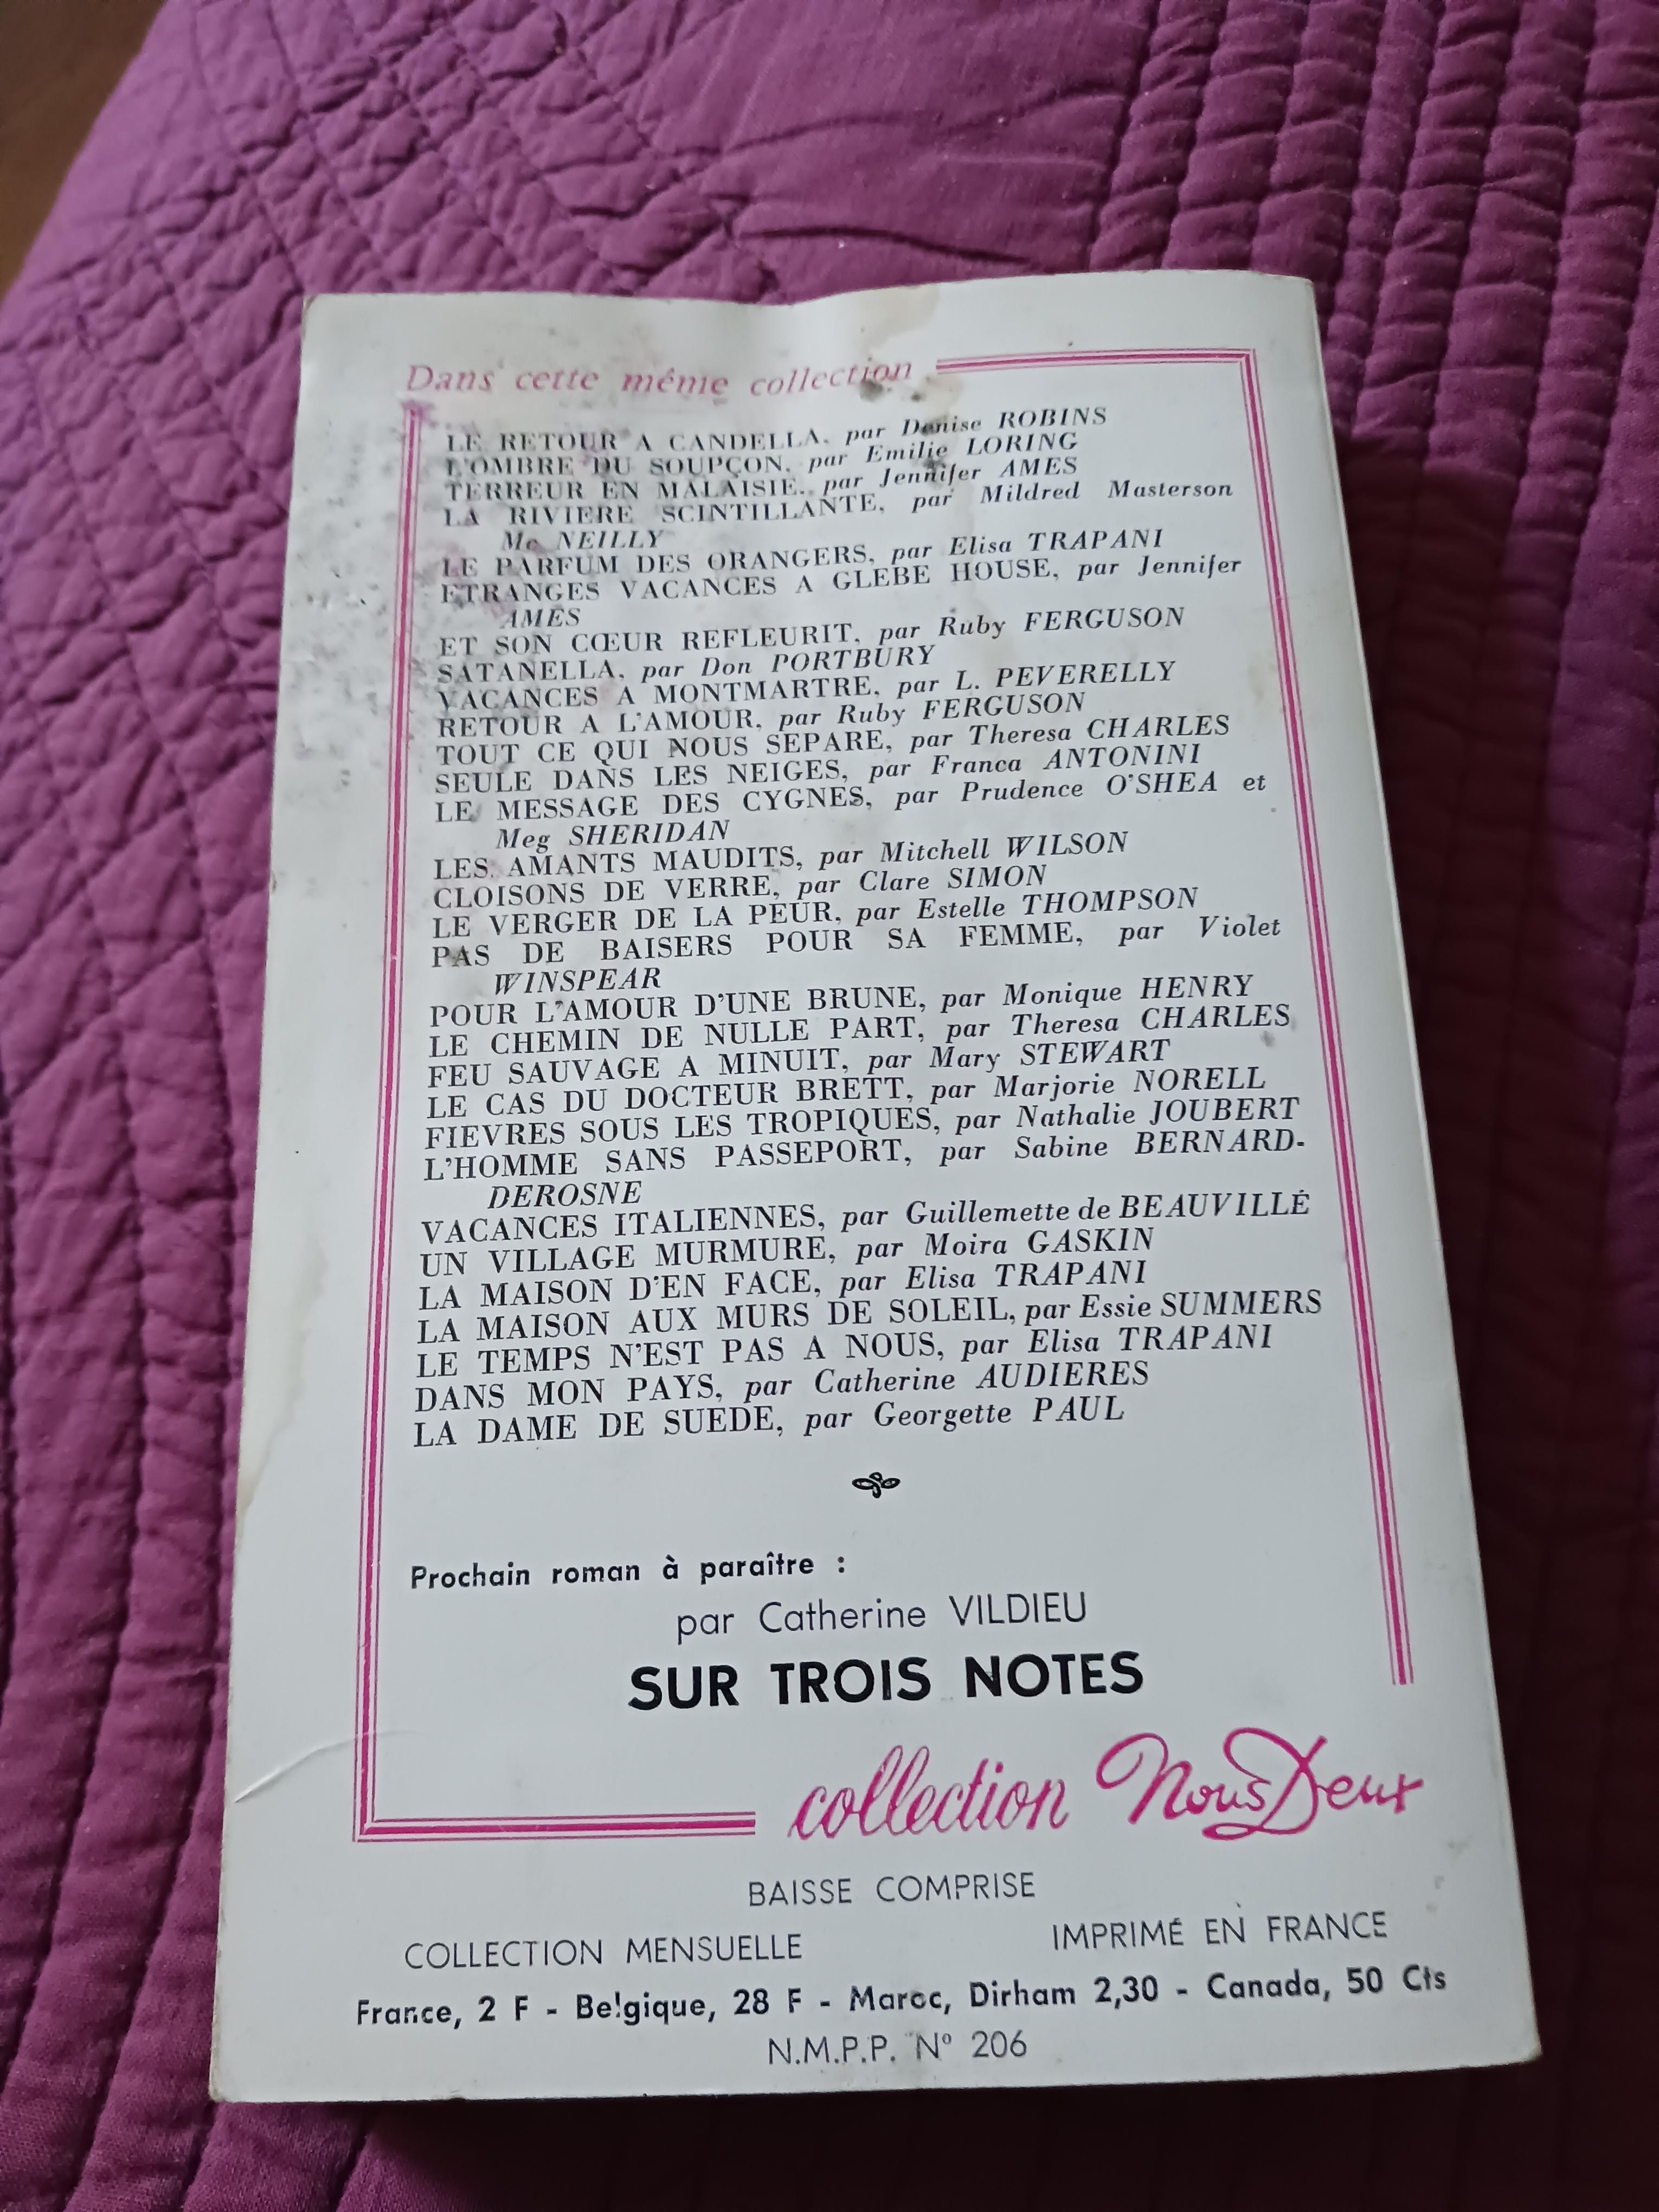 Dans cette même collection
LE RETOUR A CANDELLA, par Denise ROBINS
L'OMBRE DU SOUPÇON, par Emilie LORING
TERREUR EN MALAISIE, par Jennifer AMES
LA RIVIERE SCINTILLANTE, par Mildred Masterson
Mc NEILLY
LE PARFUM DES ORANGERS, par Elisa TRAPANI
ETRANGES VACANCES A GLEBE HOUSE, par Jennifer
AMES
ET SON CŒUR REFLEURIT, par Ruby FERGUSON
SATANELLA, par Don PORTBURY
VACANCES A MONTMARTRE, par L. PEVERELLY
RETOUR A L'AMOUR, par Ruby FERGUSON
TOUT CE QUI NOUS SEPARE, par Theresa CHARLES
SEULE DANS LES NEIGES, par Franca ANTONINI
LE MESSAGE DES CYGNES, par Prudence O'SHEA et
Meg SHERIDAN
LES AMANTS MAUDITS, par Mitchell WILSON
CLOISONS DE VERRE, par Clare SIMON
LE VERGER DE LA PEUR, par Estelle THOMPSON
PAS DE BAISERS POUR SA FEMME, par Violet
WINSPEAR
POUR L'AMOUR D'UNE BRUNE, par Monique HENRY
LE CHEMIN DE NULLE PART, par Theresa CHARLES
FEU SAUVAGE A MINUIT, par Mary STEWART
LE CAS DU DOCTEUR BRETT, par Marjorie NORELL
FIEVRES SOUS LES TROPIQUES, par Nathalie JOUBERT
L'HOMME SANS PASSEPORT, par Sabine BERNARD-
DEROSNE
VACANCES ITALIENNES, par Guillemette de BEAUVILLÉ
UN VILLAGE MURMURE, par Moira GASKIN
LA MAISON D'EN FACE, par Elisa TRAPANI
LA MAISON AUX MURS DE SOLEIL, par Essie SUMMERS
LE TEMPS N'EST PAS A NOUS, par Elisa TRAPANI
DANS MON PAYS, par Catherine AUDIERES
LA DAME DE SUEDE, par Georgette PAUL
Prochain roman à paraître :
par Catherine VILDIEU
SUR TROIS NOTES
collection Nous Deux
BAISSE COMPRISE
COLLECTION MENSUELLE IMPRIMÉ EN FRANCE
France, 2 F - Belgique, 28 F - Maroc, Dirham 2,30 - Canada, 50 Cts
N.M.P.P. Nº 206